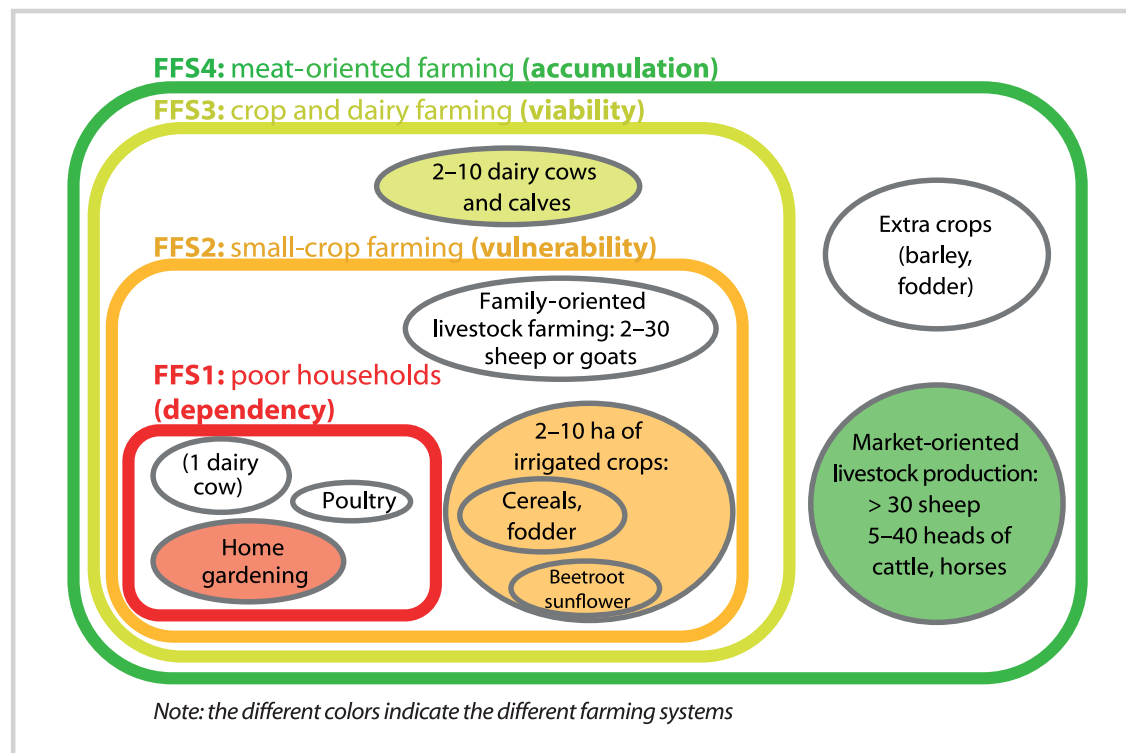 FFS4: meat-oriented farming (accumulation)
FFS3: crop and dairy farming (viability)
2–10 dairy cows
and calves
Extra crops
(barley,
fodder)
FFS2: small-crop farming (vulnerability)
Family-oriented
livestock farming: 2–30
sheep or goats
FFS1: poor households
(dependency)
(1 dairy
cow)
Poultry
Home
gardening
2–10 ha of
irrigated crops:
Cereals,
fodder
Beetroot
sunflower
Market-oriented
livestock production:
> 30 sheep
5–40 heads of
cattle, horses
Note: the different colors indicate the different farming systems